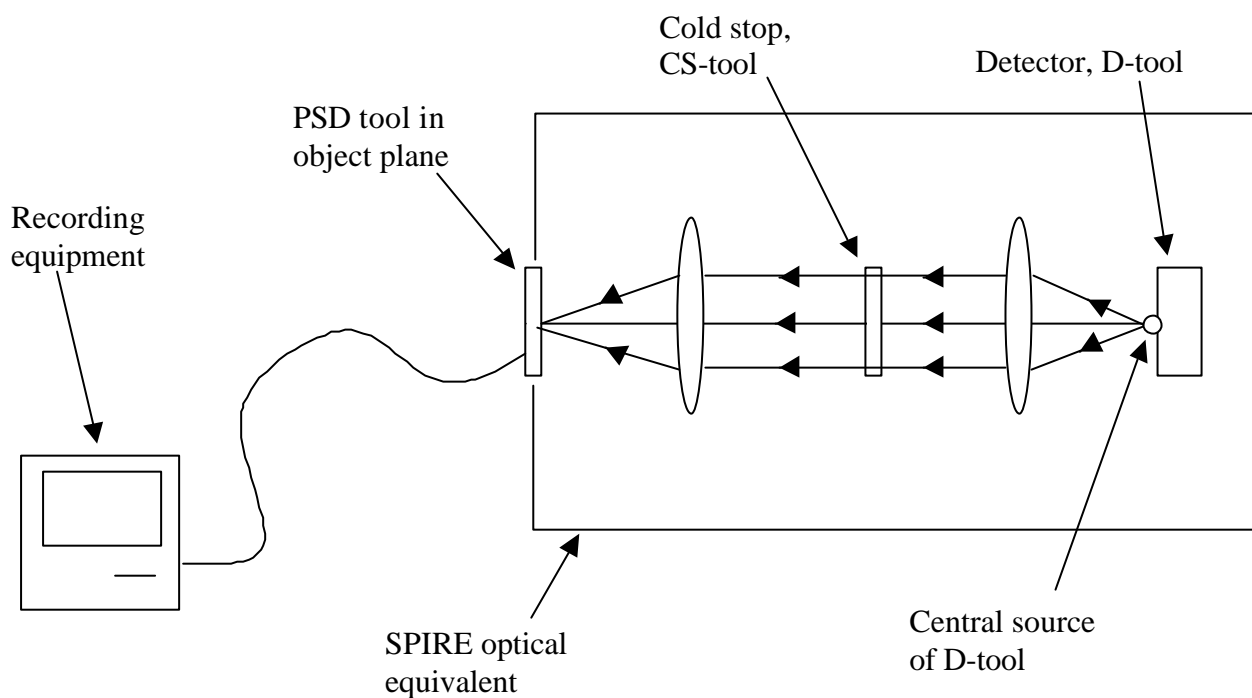 Cold stop,
CS-tool
Detector, D-tool
PSD tool in
object plane
Recording
equipment
SPIRE optical
equivalent
Central source
of D-tool